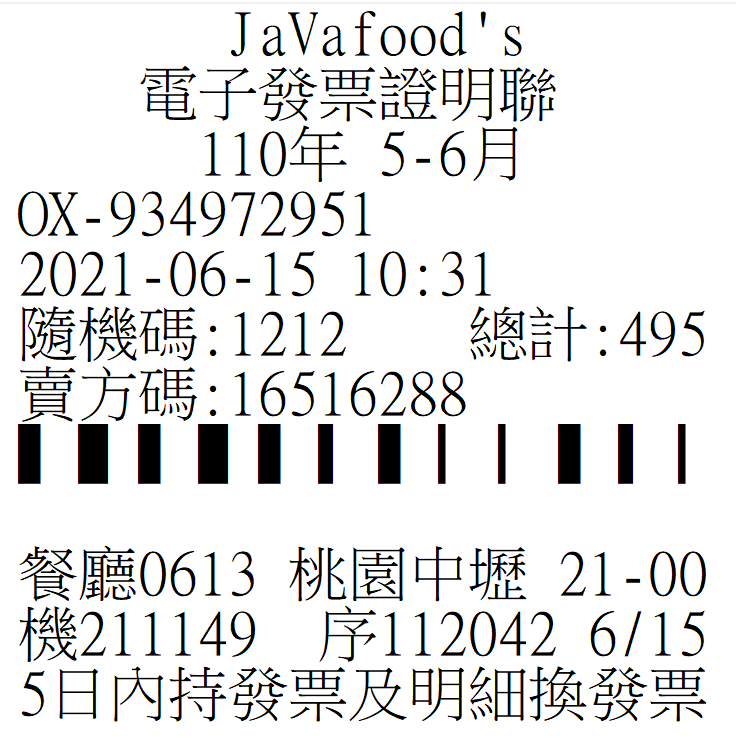 JaVafood's
電子發票證明聯
110年 5-6月
OX-934972951
2021-06-15 10:31
隨機碼:1212 總計:495
賣方碼:16516288
餐廳0613 桃園中壢 21-00
機211149 序112042 6/15
5日內持發票及明細換發票